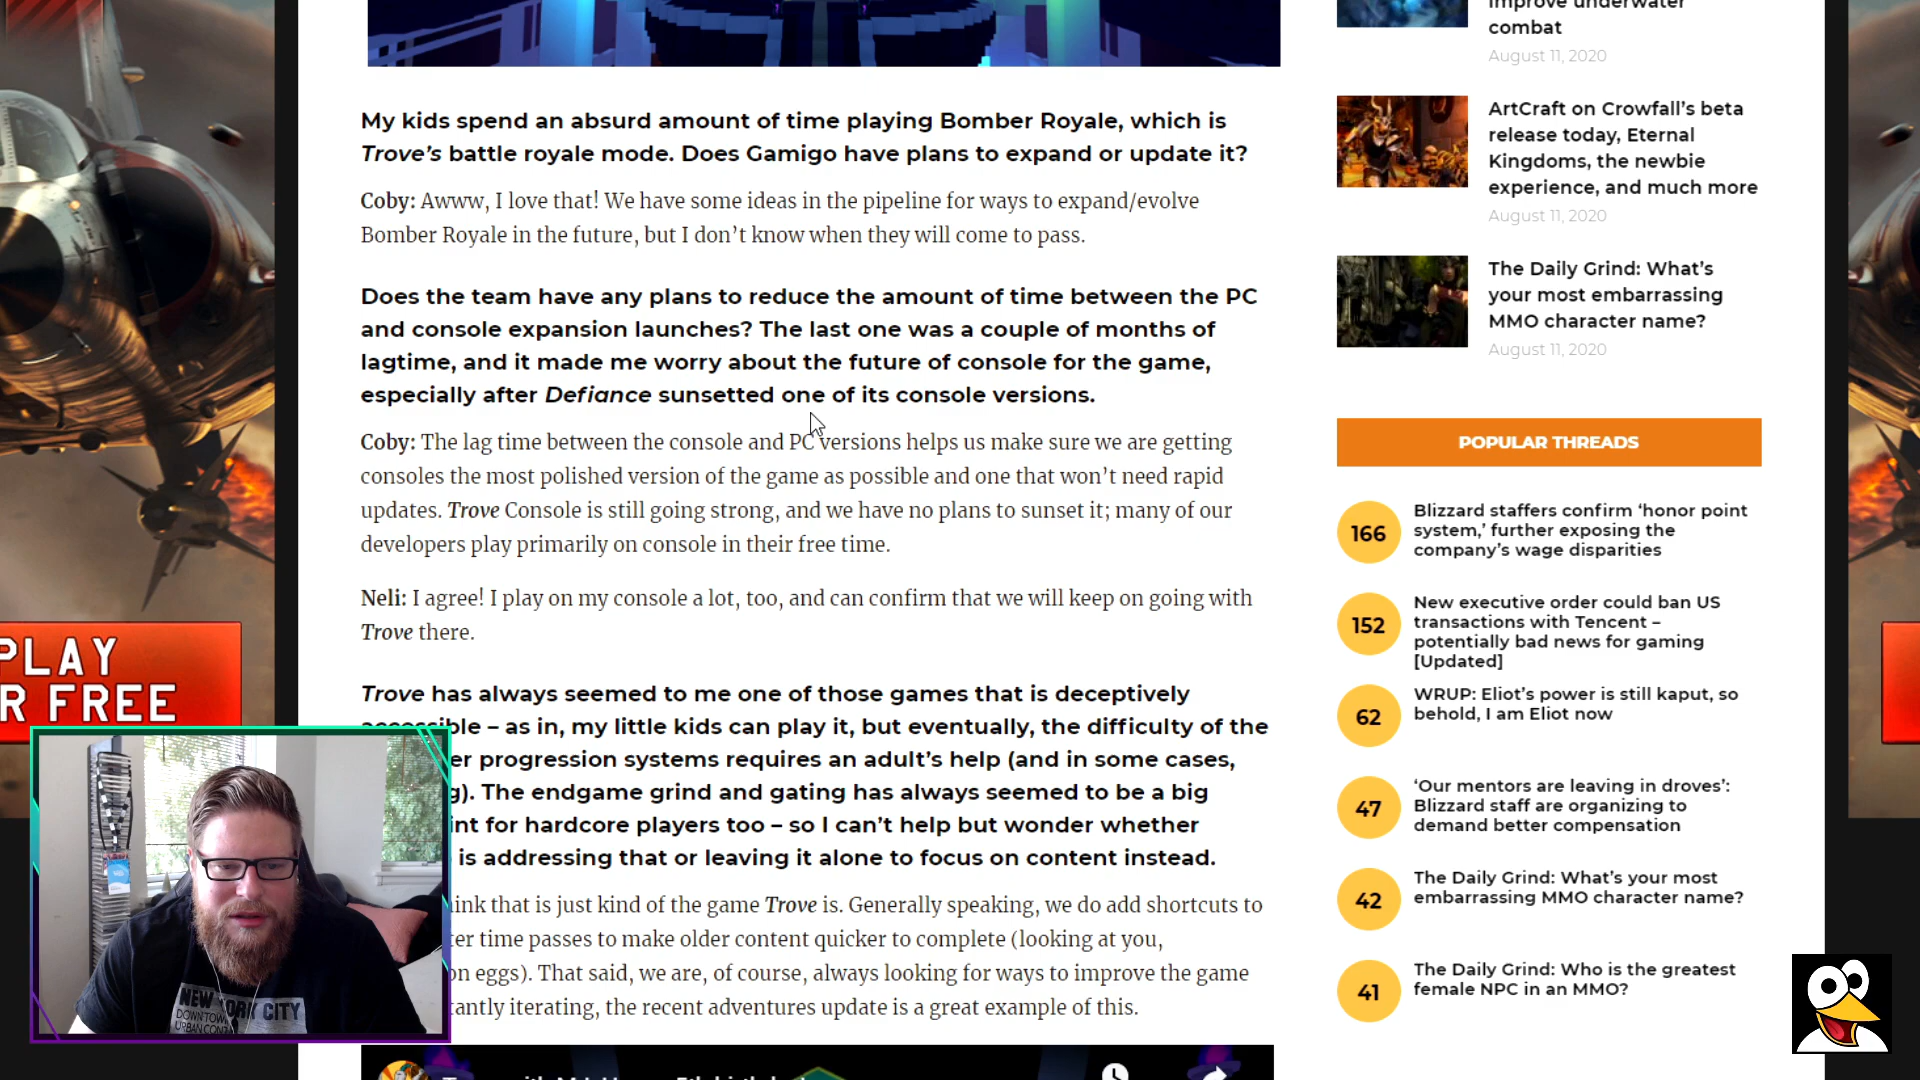 My kids spend an absurd amount of time playing Bomber Royale, which is
Trove's battle royale mode. Does Gamigo have plans to expand or update it?
Coby: Awww, I love that! We have some ideas in the pipeline for ways to expand/evolve
Bomber Royale in the future, but I don't know when they will come to pass.
Does the team have any plans to reduce the amount of time between the PC
and console expansion launches? The last one was a couple of months of
lagtime, and it made me worry about the future of console for the game,
especially after Defiance sunsetted one of its console versions.
Coby: The lag time between the console and PC versions helps us make sure we are getting
consoles the most polished version of the game as possible and one that won't need rapid
updates. Trove Console is still going strong, and we have no plans to sunset it; many of our
developers play primarily on console in their free time.
Neli: I agree! I play on my console a lot, too, and can confirm that we will keep on going with
Trove there.
Trove has always seemed to me one of those games that is deceptively
accessible – as in, my little kids can play it, but eventually, the difficulty of the
er progression systems requires an adult's help (and in some cases,
g). The endgame grind and gating has always seemed to be a big
int for hardcore players too – so I can't help but wonder whether
is addressing that or leaving it alone to focus on content instead.
ink that is just kind of the game Trove is. Generally speaking, we do add shortcuts to
ter time passes to make older content quicker to complete (looking at you,
on eggs). That said, we are, of course, always looking for ways to improve the game
tantly iterating, the recent adventures update is a great example of this.
improve underwater
combat
August 11, 2020
ArtCraft on Crowfall's beta
release today, Eternal
Kingdoms, the newbie
experience, and much more
August 11, 2020
The Daily Grind: What's
your most embarrassing
MMO character name?
August 11, 2020
POPULAR THREADS
166
Blizzard staffers confirm 'honor point
system,' further exposing the
company's wage disparities
152
New executive order could ban US
transactions with Tencent –
potentially bad news for gaming
[Updated]
62
WRUP: Eliot's power is still kaput, so
behold, I am Eliot now
47
'Our mentors are leaving in droves':
Blizzard staff are organizing to
demand better compensation
42
The Daily Grind: What's your most
embarrassing MMO character name?
41
The Daily Grind: Who is the greatest
female NPC in an MMO?
PLAY
R FREE
NEW YORK CITY
DOWNTOWN
URBAN